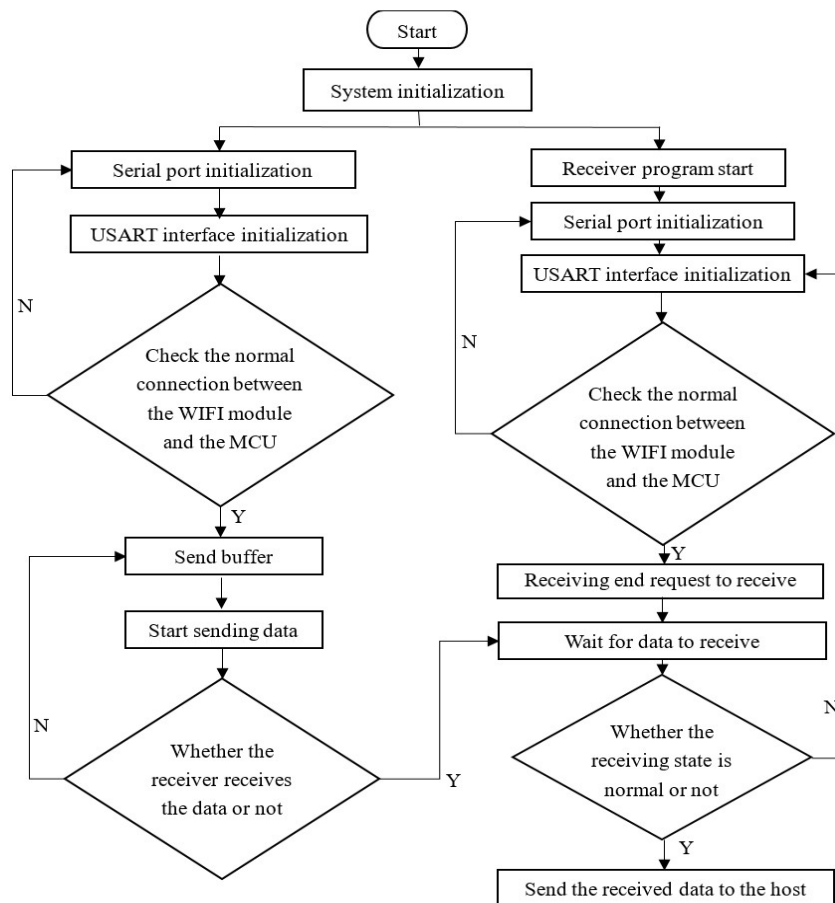 Start
System initialization
Serial port initialization
Receiver program start
Serial port initialization
USART interface initialization
USART interface initialization
N
N
Check the normal
connection between
the WIFI module
and the MCU
Check the normal
connection between
the WIFI module
and the MCU
Y
Y
Send buffer
Receiving end request to receive
Start sending data
Wait for data to receive
N
N
Whether the
receiver receives
the data or not
Whether the
receiving state is
normal or not
Y
Y
Send the received data to the host